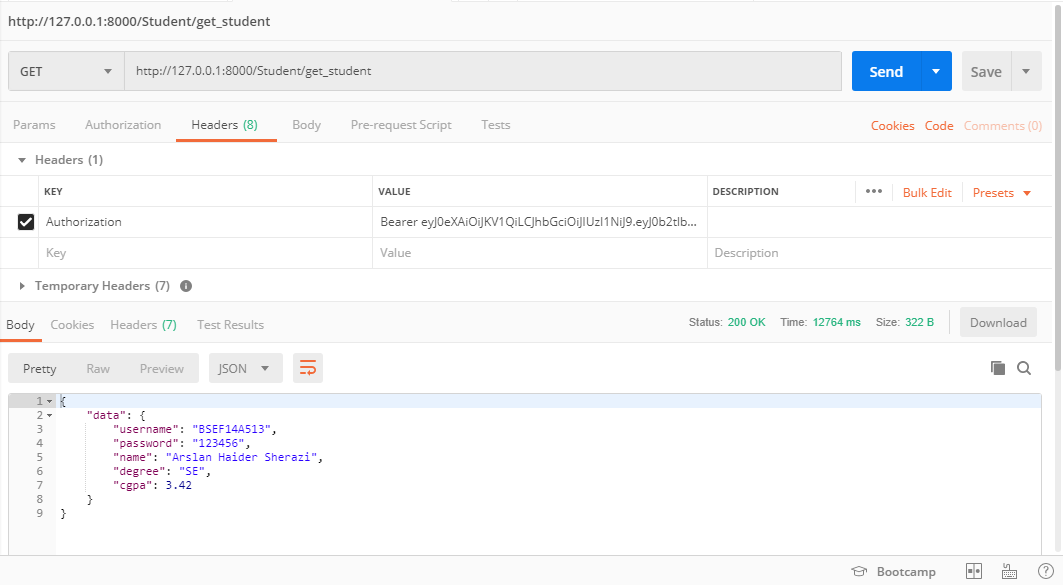 http://127.0.0.1:8000/Student/get_student
GET http://127.0.0.1:8000/Student/get_student Send Save
Params Authorization Headers (8) Body Pre-request Script Tests Cookies Code Comments (0)
Headers (1)
KEY VALUE DESCRIPTION ••• Bulk Edit Presets
Authorization Bearer eyJ0eXAiOiJKV1QiLCJhbGciOiJIUzI1NiJ9.eyJ0b2tlb...
Key Value Description
Temporary Headers (7)
Body Cookies Headers (7) Test Results Status: 200 OK Time: 12764 ms Size: 322 B Download
Pretty Raw Preview JSON
1 {
2 "data": {
3 "username": "BSEF14A513",
4 "password": "123456",
5 "name": "Arslan Haider Sherazi",
6 "degree": "SE",
7 "cgpa": 3.42
8 }
9 }
Bootcamp